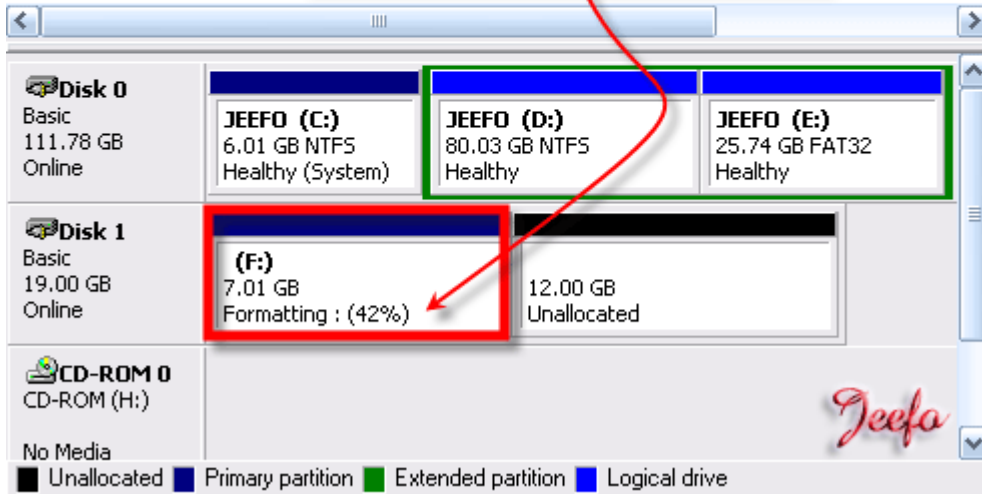 Disk 0
Basic
111.78 GB
Online
JEEFO (C:)
6.01 GB NTFS
Healthy (System)
JEEFO (D:)
80.03 GB NTFS
Healthy
JEEFO (E:)
25.74 GB FAT32
Healthy
Disk 1
Basic
19.00 GB
Online
(F:)
7.01 GB
Formatting : (42%)
12.00 GB
Unallocated
CD-ROM 0
CD-ROM (H:)
No Media
Jeefo
Unallocated Primary partition Extended partition Logical drive